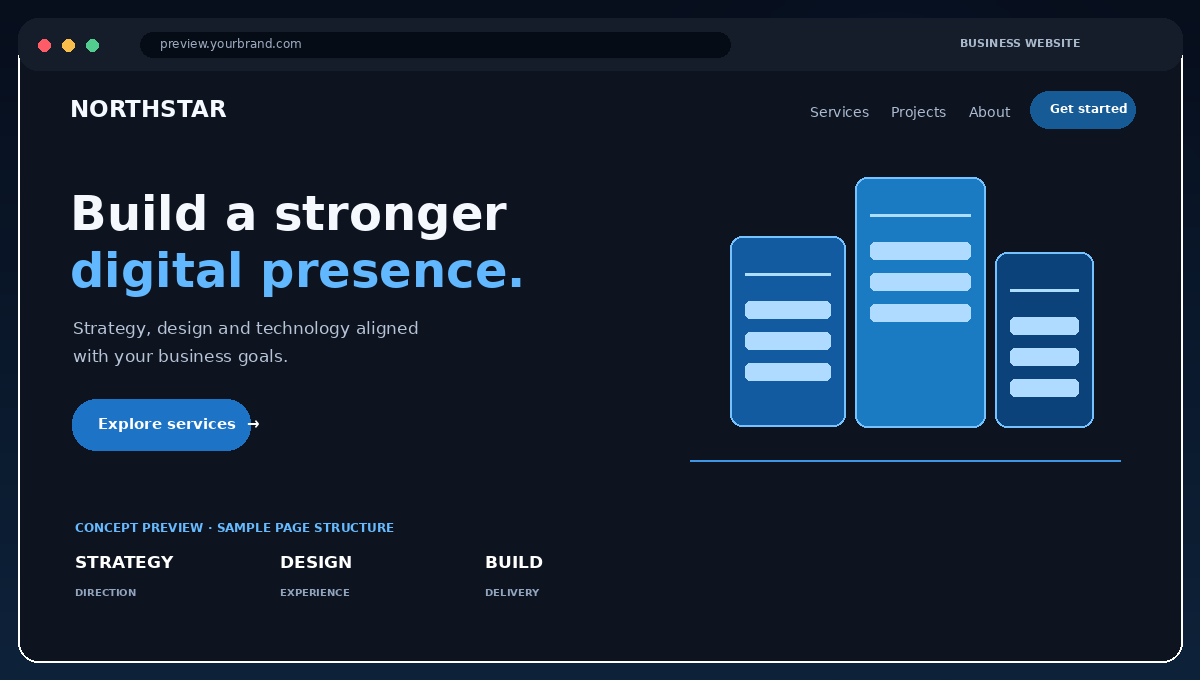 preview.yourbrand.com
BUSINESS WEBSITE
NORTHSTAR
Services
Projects
About
Get started
Build a stronger
digital presence.
Strategy, design and technology aligned
with your business goals.
Explore services →
CONCEPT PREVIEW · SAMPLE PAGE STRUCTURE
STRATEGY
DIRECTION
DESIGN
EXPERIENCE
BUILD
DELIVERY